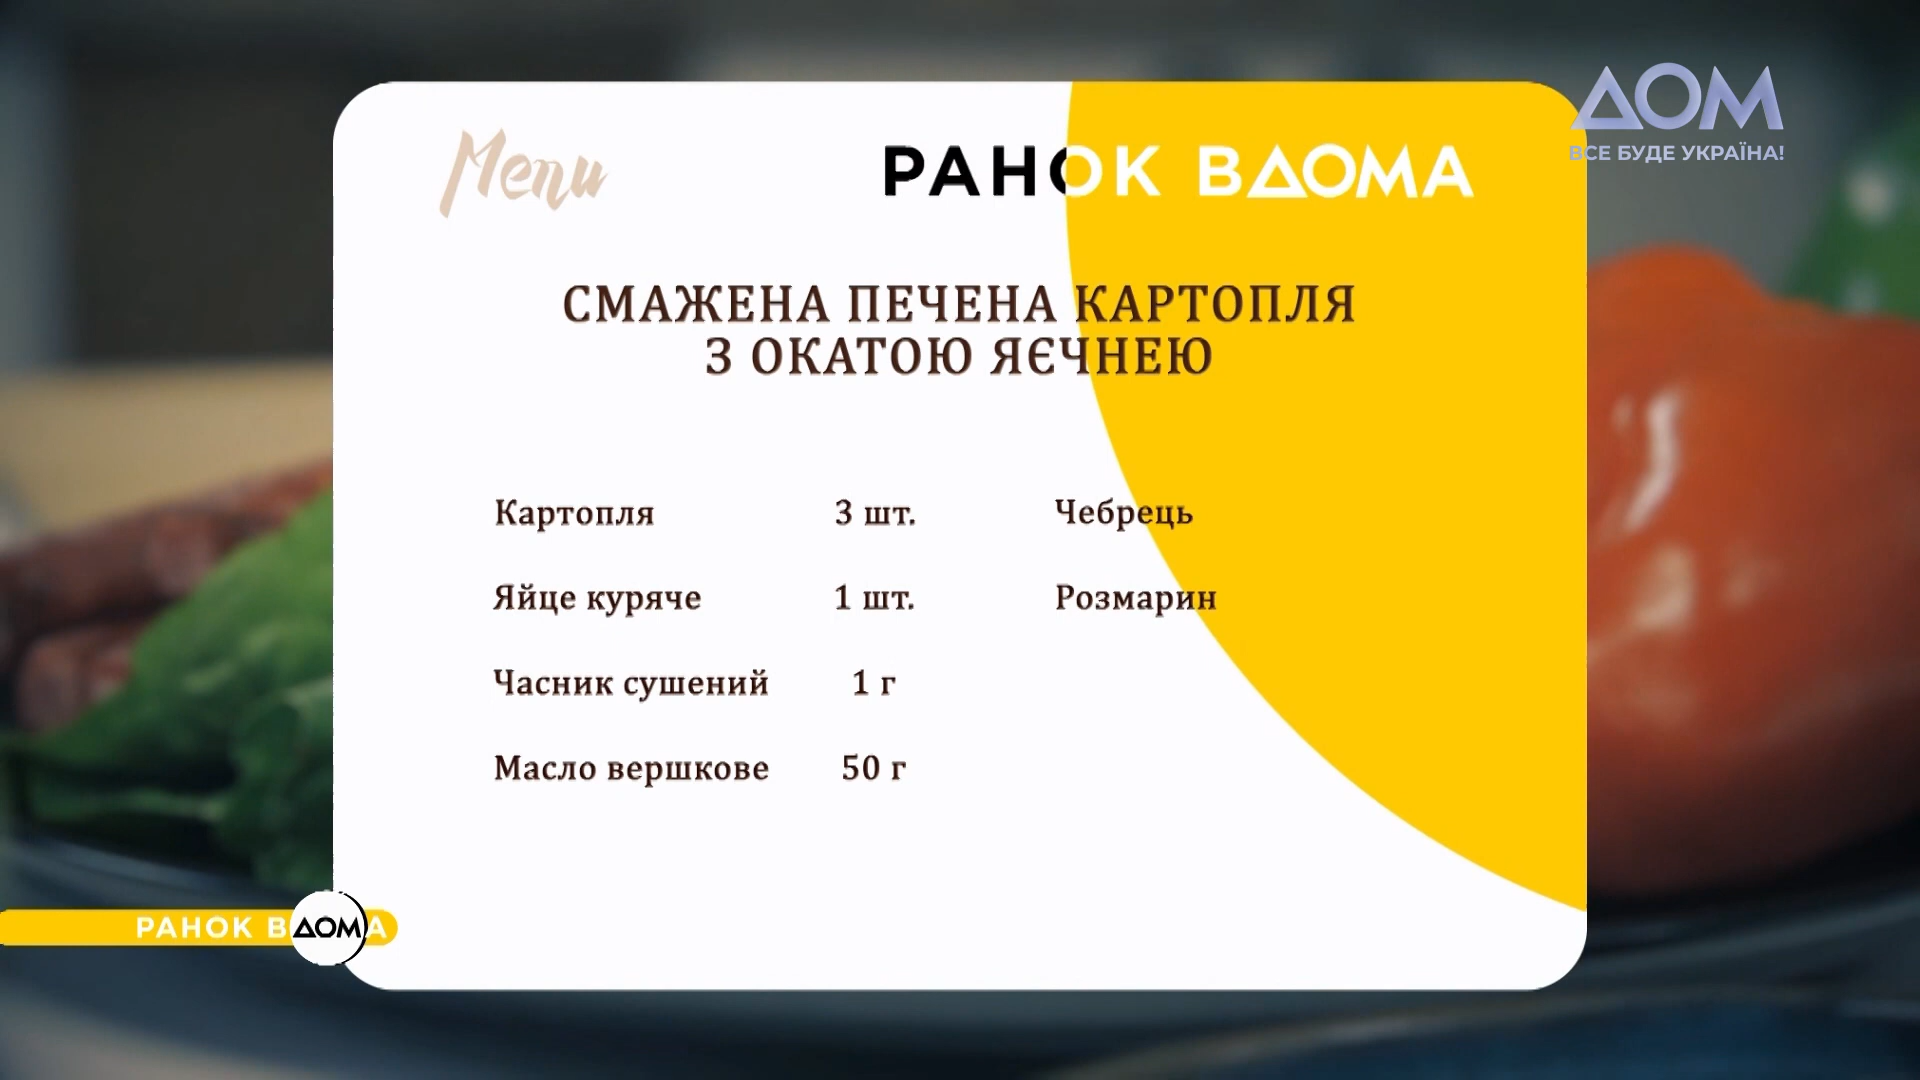 ДОМ
ВСЕ БУДЕ УКРАЇНА!
Menu
РАНОК ВДОМА
СМАЖЕНА ПЕЧЕНА КАРТОПЛЯ
З ОКАТОЮ ЯЄЧНЕЮ
Картопля 3 шт.
Яйце куряче 1 шт.
Часник сушений 1 г
Масло вершкове 50 г
Чебрець
Розмарин
РАНОК ВДОМА